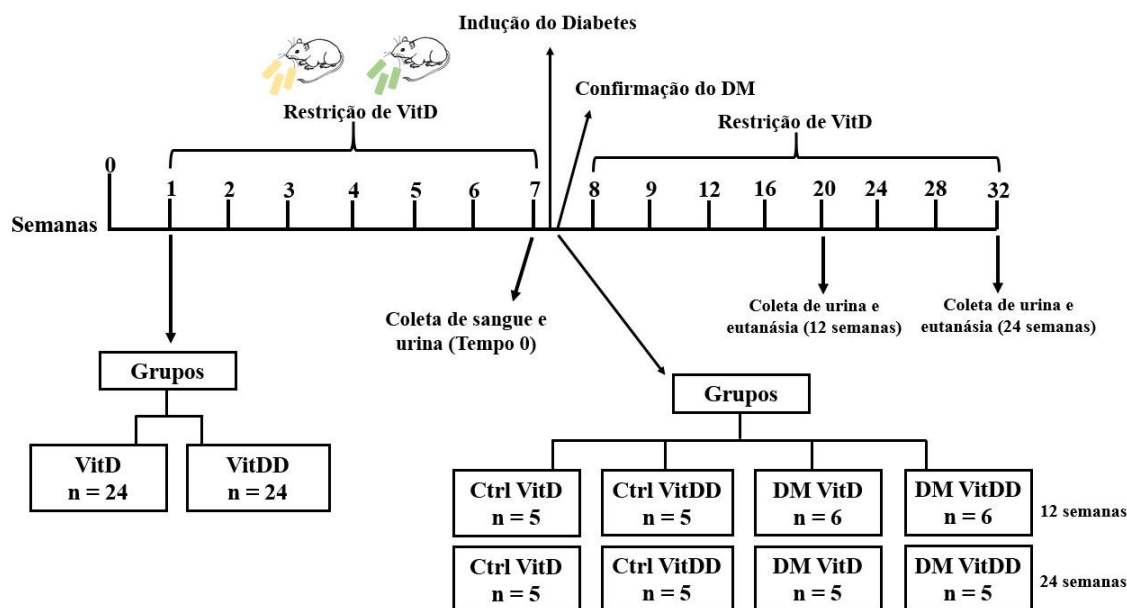 Indução do Diabetes
Confirmação do DM
Restrição de VitD
Restrição de VitD
0
1
2
3
4
5
6
7
8
9
12
16
20
24
28
32
Semanas
Coleta de sangue e
urina (Tempo 0)
Coleta de urina e
eutanásia (12 semanas)
Coleta de urina e
eutanásia (24 semanas)
Grupos
VitD
n = 24
VitDD
n = 24
Grupos
Ctrl VitD
n = 5
Ctrl VitDD
n = 5
DM VitD
n = 6
DM VitDD
n = 6
12 semanas
Ctrl VitD
n = 5
Ctrl VitDD
n = 5
DM VitD
n = 5
DM VitDD
n = 5
24 semanas